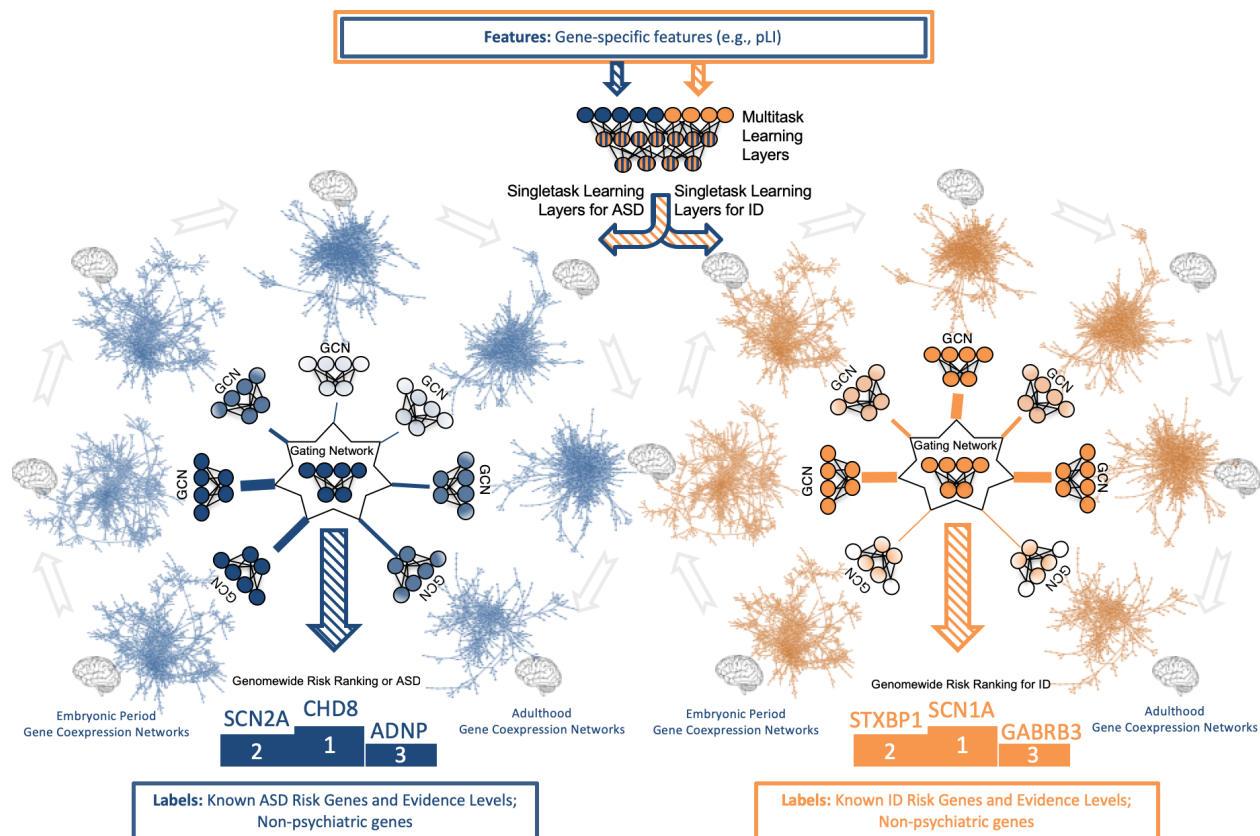 Features: Gene-specific features (e.g., pLI)
Multitask
Learning
Layers
Singletask Learning
Layers for ASD
Singletask Learning
Layers for ID
GCN
GCN
GCN
GCN
GCN
GCN
GCN
Gating Network
Genomewide Risk Ranking or ASD
Embryonic Period
Gene Coexpression Networks
Adulthood
Gene Coexpression Networks
SCN2A
CHD8
ADNP
2
1
3
Labels: Known ASD Risk Genes and Evidence Levels;
Non-psychiatric genes
GCN
GCN
GCN
GCN
GCN
GCN
GCN
Gating Network
Genomewide Risk Ranking for ID
Embryonic Period
Gene Coexpression Networks
Adulthood
Gene Coexpression Networks
STXBP1
SCN1A
GABRB3
2
1
3
Labels: Known ID Risk Genes and Evidence Levels;
Non-psychiatric genes